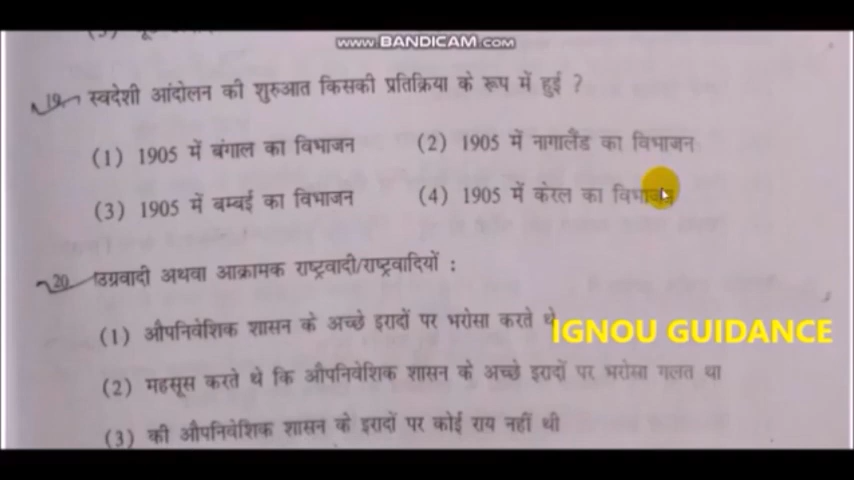 www.BANDICAM.com
19. स्वदेशी आंदोलन की शुरुआत किसकी प्रतिक्रिया के रूप में हुई ?
(1) 1905 में बंगाल का विभाजन (2) 1905 में नागालैंड का विभाजन
(3) 1905 में बम्बई का विभाजन (4) 1905 में केरल का विभाजन
20. उग्रवादी अथवा आक्रामक राष्ट्रवादी/राष्ट्रवादियों :
(1) औपनिवेशिक शासन के अच्छे इरादों पर भरोसा करते थे
IGNOU GUIDANCE
(2) महसूस करते थे कि औपनिवेशिक शासन के अच्छे इरादों पर भरोसा गलत था
(3) की औपनिवेशिक शासन के इरादों पर कोई राय नहीं थी